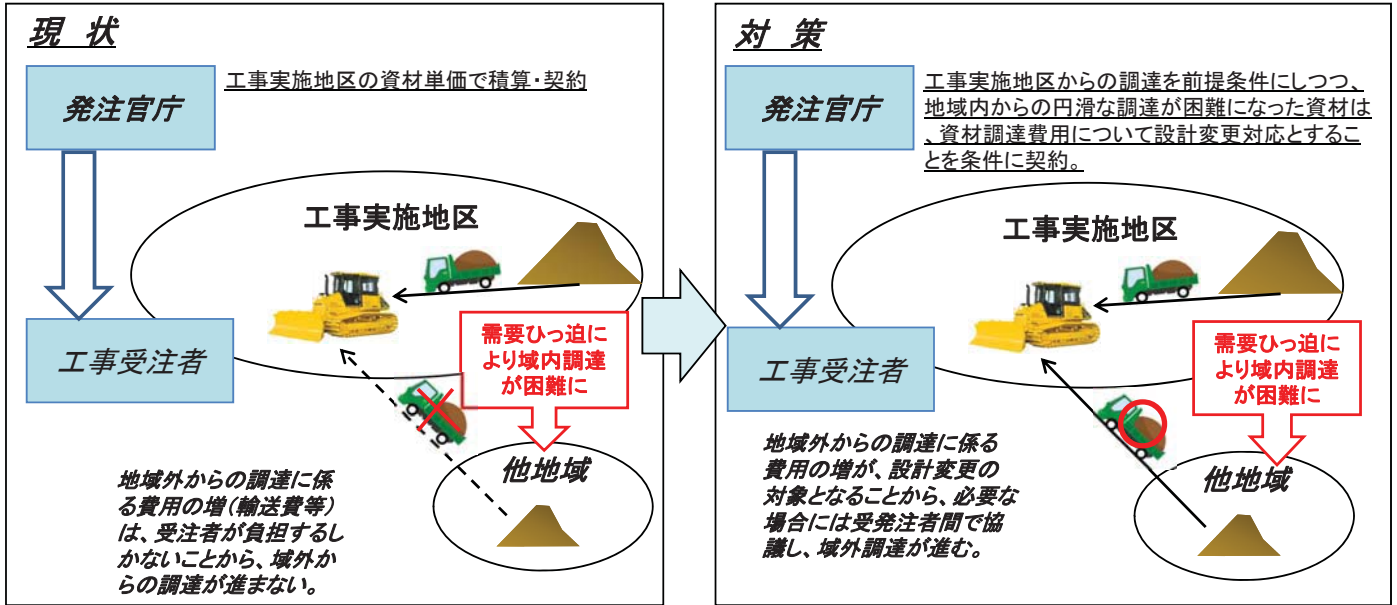 現 状
発注官庁
工事実施地区の資材単価で積算・契約
工事実施地区
工事受注者
需要ひっ迫に
より域内調達
が困難に
他地域
地域外からの調達に係
る費用の増(輸送費等)
は、受注者が負担するし
かないことから、域外か
らの調達が進まない。
対 策
発注官庁
工事実施地区からの調達を前提条件にしつつ、
地域内からの円滑な調達が困難になった資材は
、資材調達費用について設計変更対応とするこ
とを条件に契約。
工事実施地区
工事受注者
需要ひっ迫に
より域内調達
が困難に
他地域
地域外からの調達に係る
費用の増が、設計変更の
対象となることから、必要な
場合には受発注者間で協
議し、域外調達が進む。